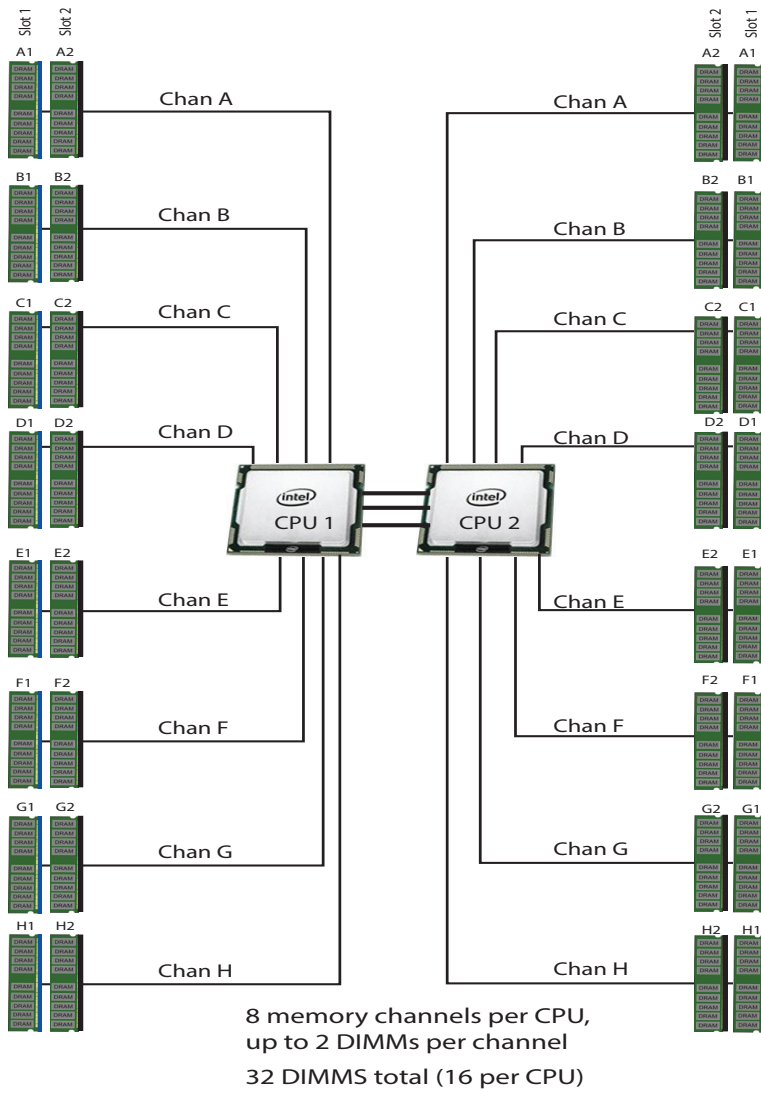 Slot 1 Slot 2 Slot 2 Slot 1
A1 A2 A2 A1
Chan A Chan A
B1 B2 B2 B1
Chan B Chan B
C1 C2 C2 C1
Chan C Chan C
D1 D2 D2 D1
Chan D Chan D
intel intel
CPU 1 CPU 2
E1 E2 E2 E1
Chan E Chan E
F1 F2 F2 F1
Chan F Chan F
G1 G2 G2 G1
Chan G Chan G
H1 H2 H2 H1
Chan H Chan H
8 memory channels per CPU,
up to 2 DIMMs per channel
32 DIMMS total (16 per CPU)